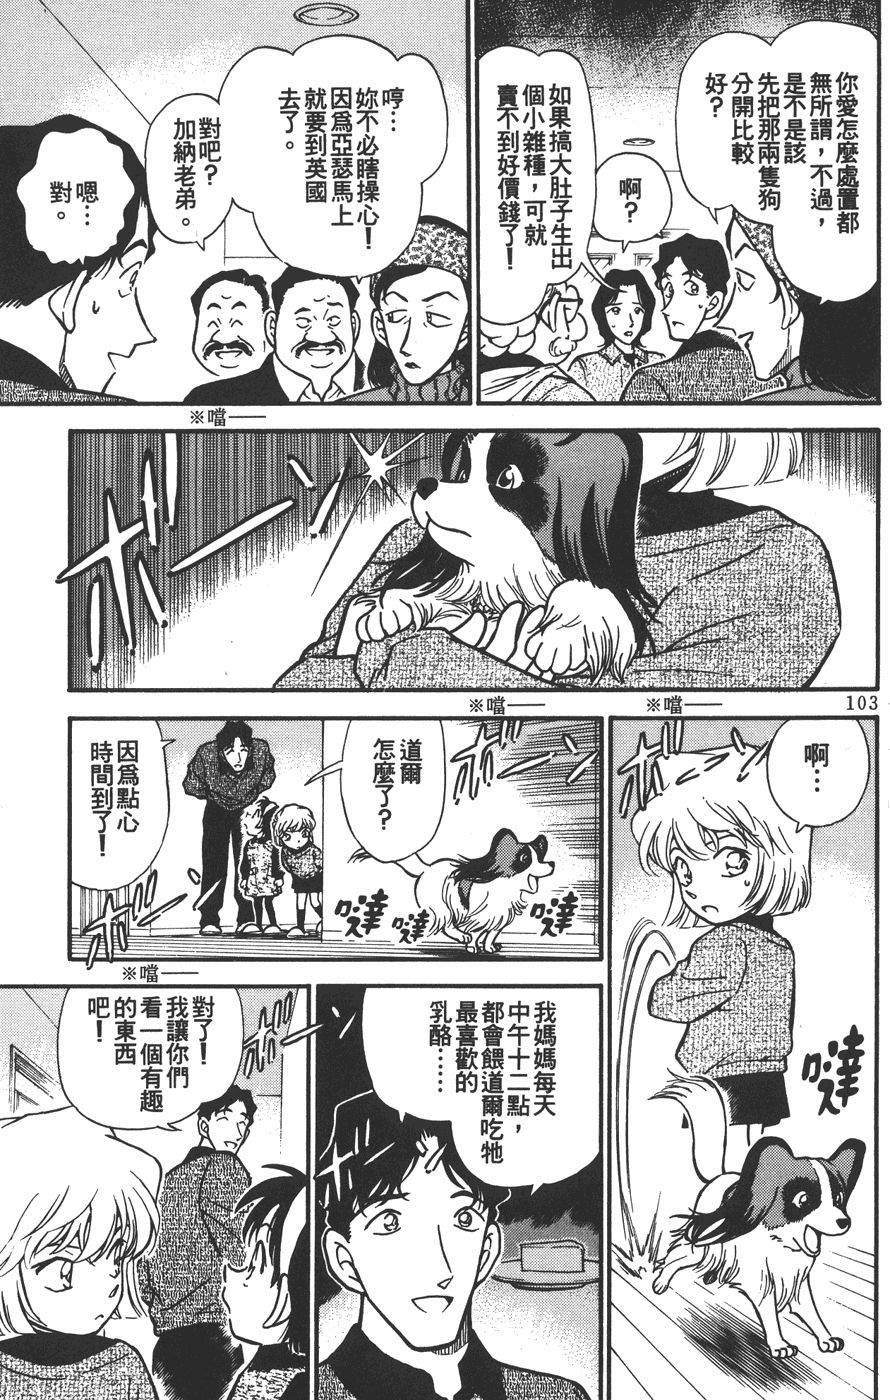 你愛怎麼處置都
無所謂，不過，
是不是該
先把那兩隻狗
分開比較
好？
啊？
如果搞大肚子生出
個小雜種，可就
賣不到好價錢了！
哼…
妳不必瞎操心！
因為亞瑟馬上
就要到英國
去了。
對吧？
加納老弟。
嗯…
對。
※噹——
ボーン
103
※噹——
啊…
ボーン
噠
※噹——
道爾
怎麼了？
ボーン
噠
噠
噠
因為點心
時間到了！
ボーン
※噹——
我媽媽每天
中午十二點，
都會餵道爾吃牠
最喜歡的
乳酪……
對了！
我讓你們
看一個有趣
的東西
吧！